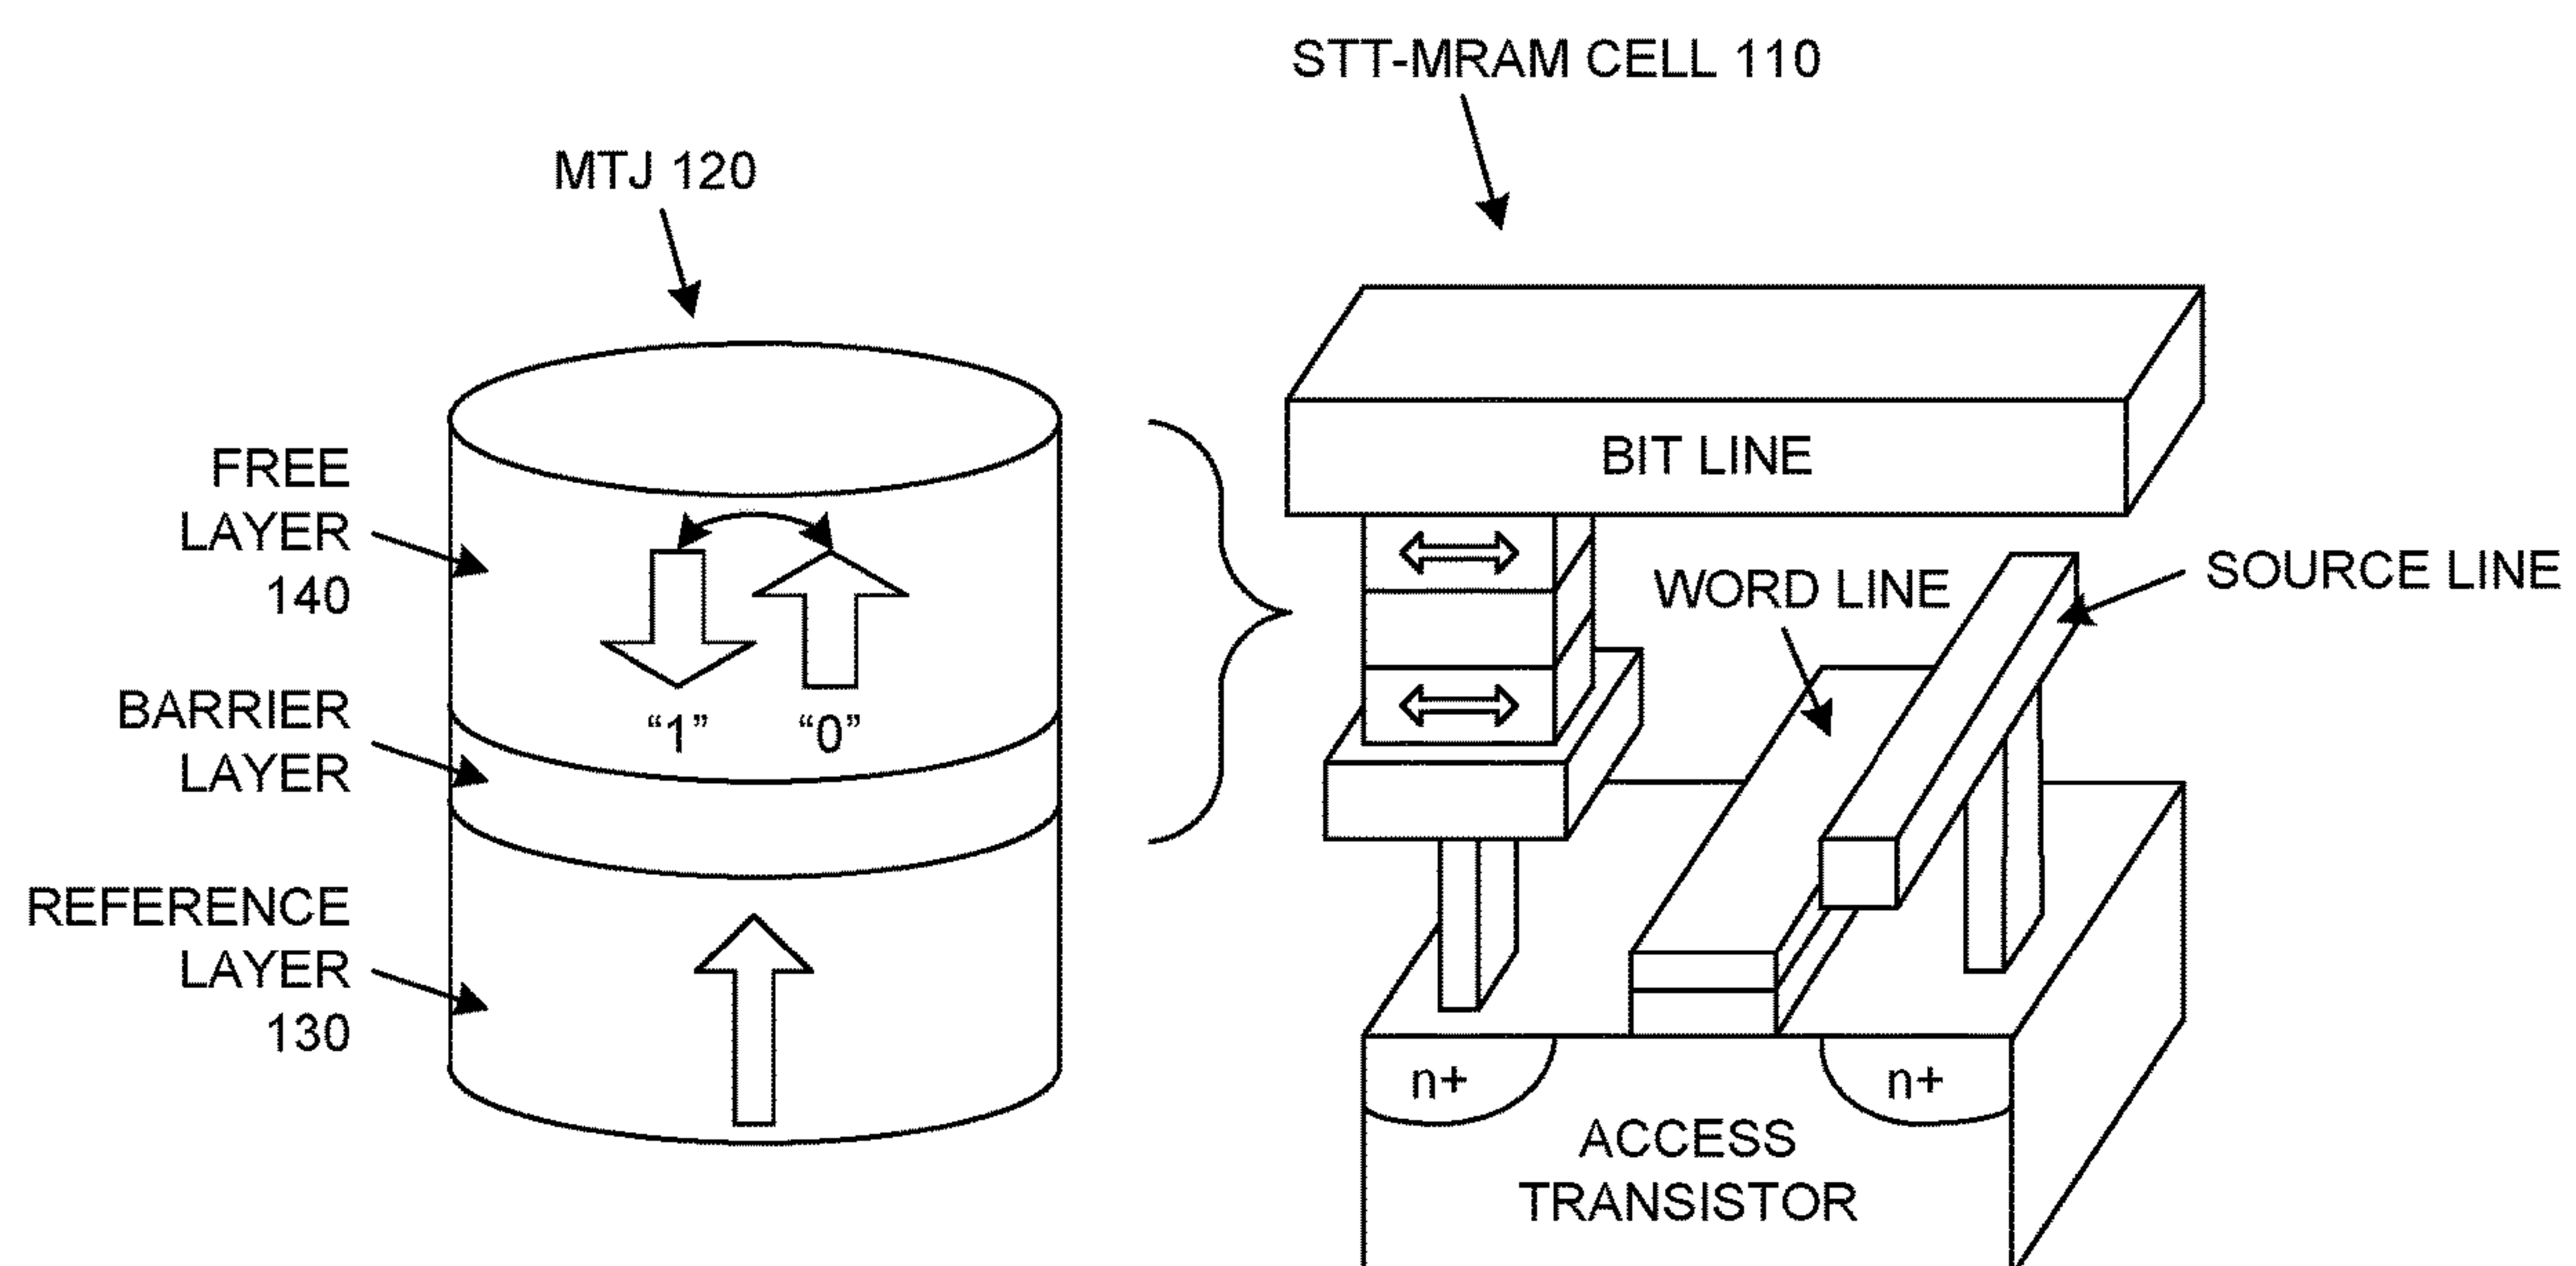 STT-MRAM CELL 110
MTJ 120
FREE
LAYER
140
BARRIER
LAYER
REFERENCE
LAYER
130
“1” “0”
BIT LINE
WORD LINE
SOURCE LINE
n+ n+
ACCESS
TRANSISTOR